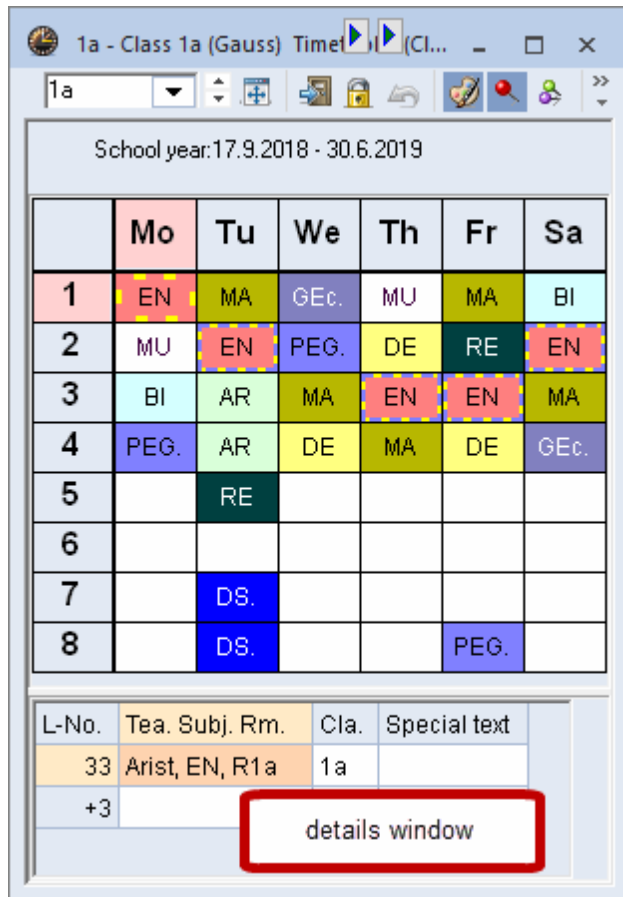 1a - Class 1a (Gauss) Timet (Cl...
1a
School year:17.9.2018 - 30.6.2019
Mo Tu We Th Fr Sa
1 EN MA GEc. MU MA BI
2 MU EN PEG. DE RE EN
3 BI AR MA EN EN MA
4 PEG. AR DE MA DE GEc.
5 RE
6
7 DS.
8 DS. PEG.
L-No. Tea. Subj. Rm. Cla. Special text
33 Arist, EN, R1a 1a
+3
details window